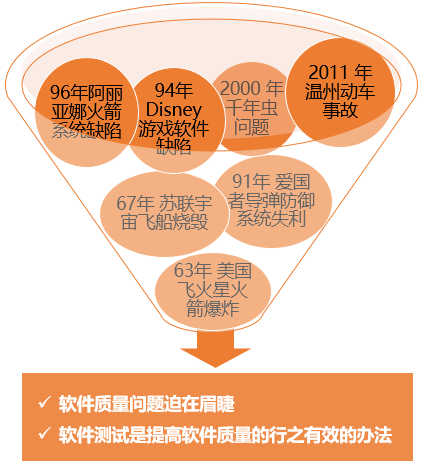 96年阿丽
亚娜火箭
系统缺陷
94年
Disney
游戏软件
缺陷
2000 年
千年虫
问题
2011 年
温州动车
事故
67年 苏联宇
宙飞船烧毁
91年 爱国
者导弹防御
系统失利
63年 美国
飞火星火
箭爆炸
✓ 软件质量问题迫在眉睫
✓ 软件测试是提高软件质量的行之有效的办法